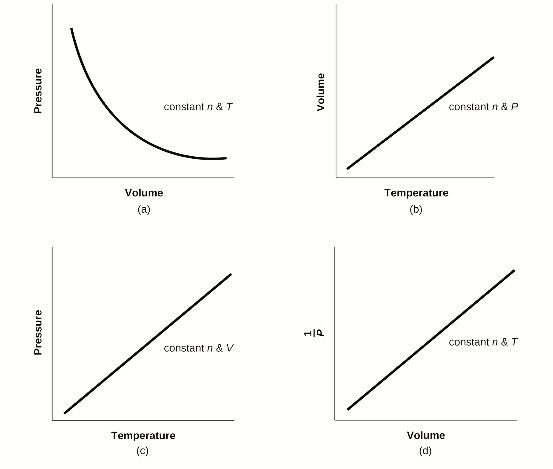 Pressure
constant n & T
Volume
(a)
Volume
constant n & P
Temperature
(b)
Pressure
constant n & V
Temperature
(c)
1
P
constant n & T
Volume
(d)